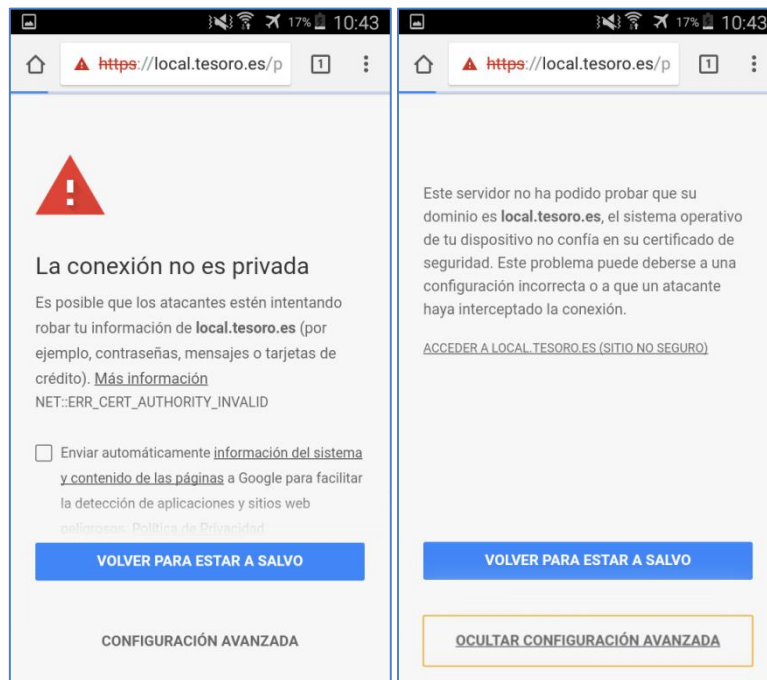 17% 10:43
https://local.tesoro.es/p 1
La conexión no es privada
Es posible que los atacantes estén intentando
robar tu información de local.tesoro.es (por
ejemplo, contraseñas, mensajes o tarjetas de
crédito). Más información
NET::ERR_CERT_AUTHORITY_INVALID
Enviar automáticamente información del sistema
y contenido de las páginas a Google para facilitar
la detección de aplicaciones y sitios web
peligrosos. Política de Privacidad
VOLVER PARA ESTAR A SALVO
CONFIGURACIÓN AVANZADA
17% 10:43
https://local.tesoro.es/p 1
Este servidor no ha podido probar que su
dominio es local.tesoro.es, el sistema operativo
de tu dispositivo no confía en su certificado de
seguridad. Este problema puede deberse a una
configuración incorrecta o a que un atacante
haya interceptado la conexión.
ACCEDER A LOCAL.TESORO.ES (SITIO NO SEGURO)
VOLVER PARA ESTAR A SALVO
OCULTAR CONFIGURACIÓN AVANZADA